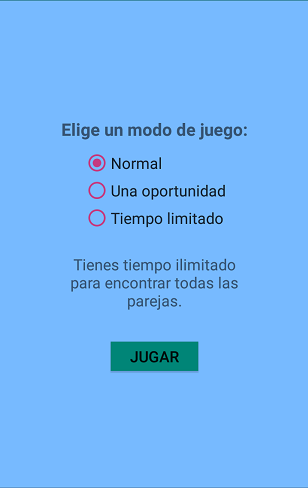 Elige un modo de juego:
Normal
Una oportunidad
Tiempo limitado
Tienes tiempo ilimitado
para encontrar todas las
parejas.
JUGAR